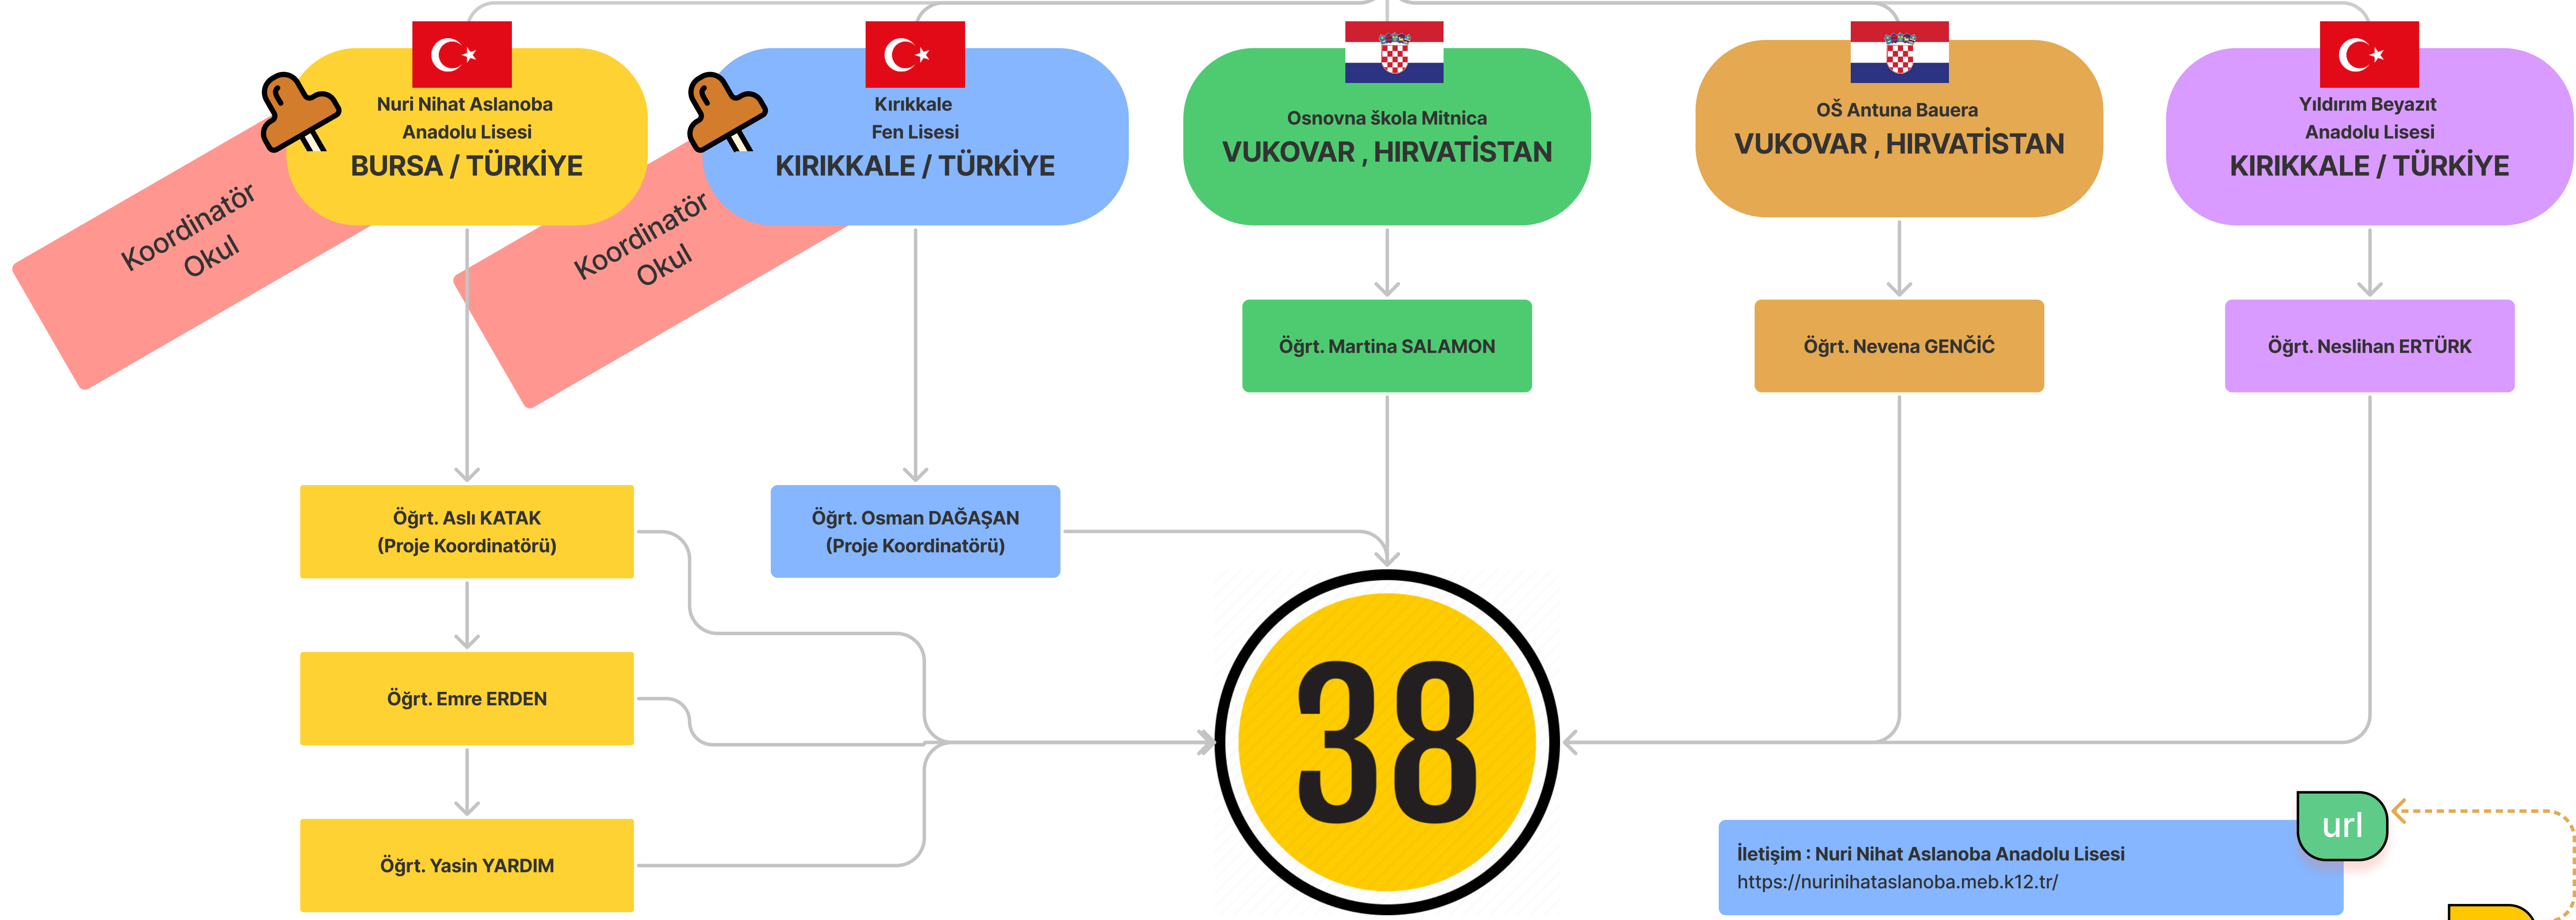 Nuri Nihat Aslanoba
Anadolu Lisesi
BURSA / TÜRKİYE
Kırıkkale
Fen Lisesi
KIRIKKALE / TÜRKİYE
Osnovna škola Mitnica
VUKOVAR , HIRVATİSTAN
OŠ Antuna Bauera
VUKOVAR , HIRVATİSTAN
Yıldırım Beyazıt
Anadolu Lisesi
KIRIKKALE / TÜRKİYE
Koordinatör
Okul
Koordinatör
Okul
Öğrt. Martina SALAMON
Öğrt. Nevena GENČİĆ
Öğrt. Neslihan ERTÜRK
Öğrt. Aslı KATAK
(Proje Koordinatörü)
Öğrt. Osman DAĞAŞAN
(Proje Koordinatörü)
Öğrt. Emre ERDEN
Öğrt. Yasin YARDIM
38
url
İletişim : Nuri Nihat Aslanoba Anadolu Lisesi
https://nurinihataslanoba.meb.k12.tr/